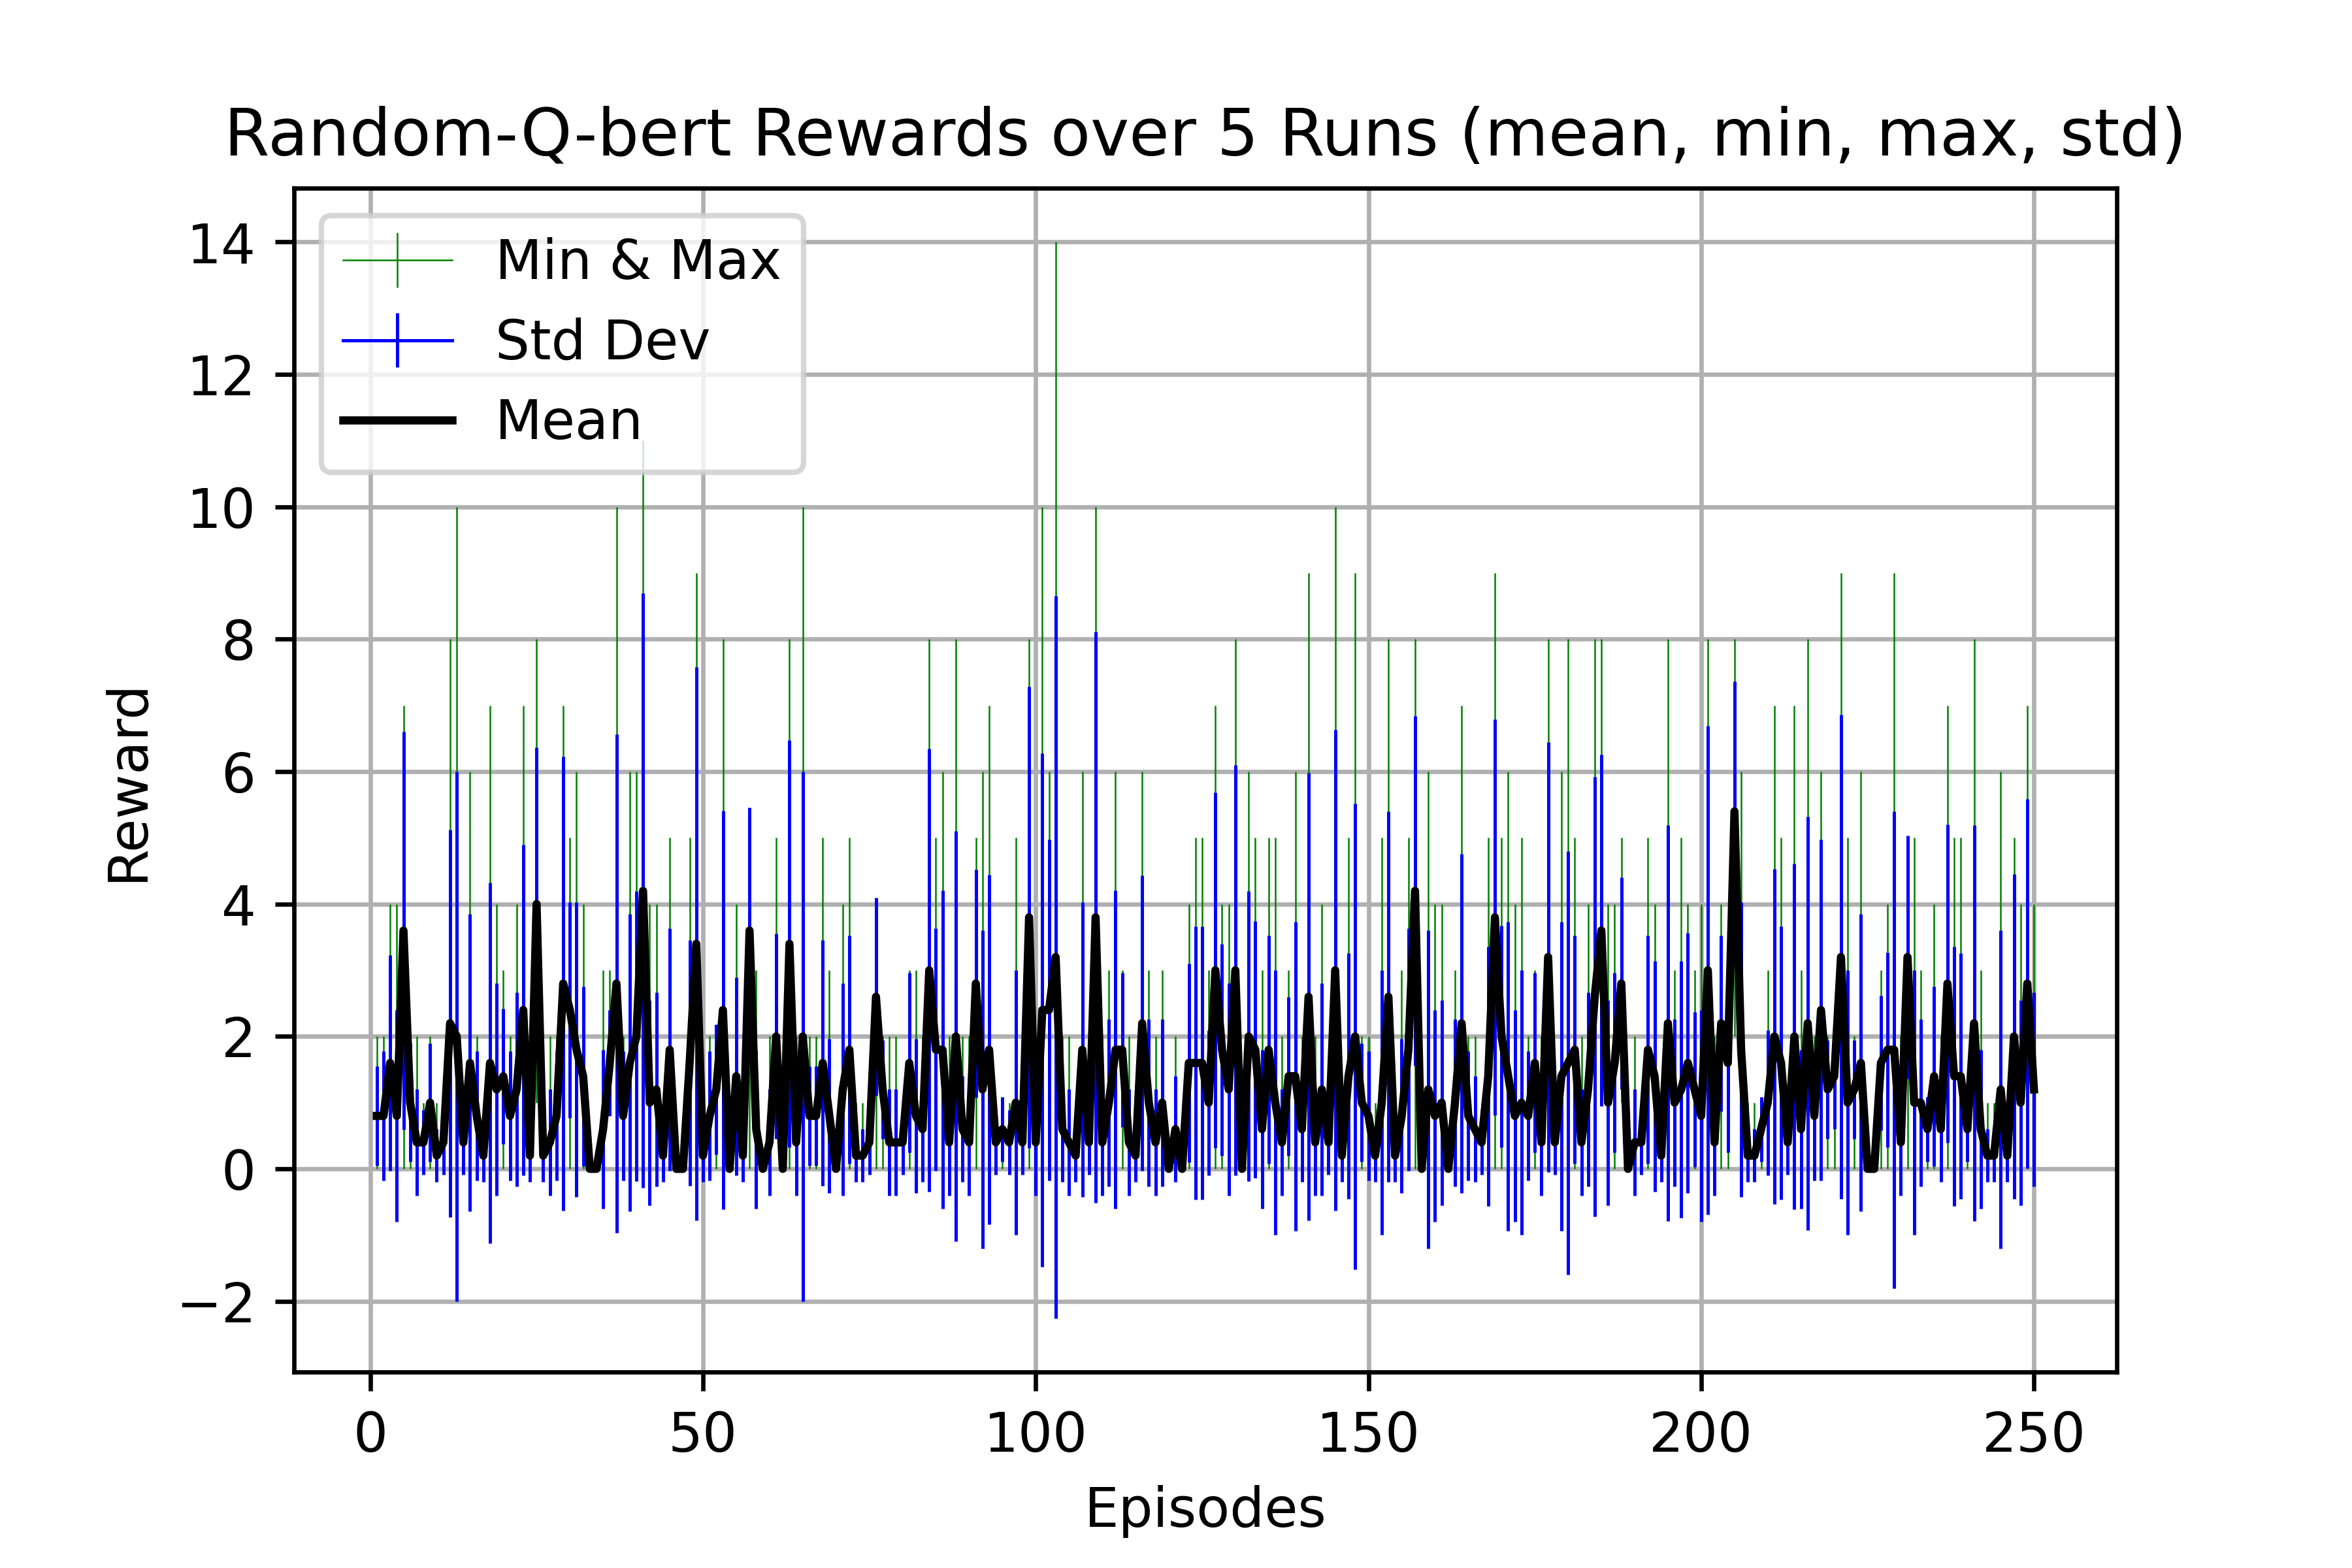 Random-Q-bert Rewards over 5 Runs (mean, min, max, std)
Min & Max
Std Dev
Mean
14
12
10
8
6
4
2
0
−2
Reward
0 50 100 150 200 250
Episodes